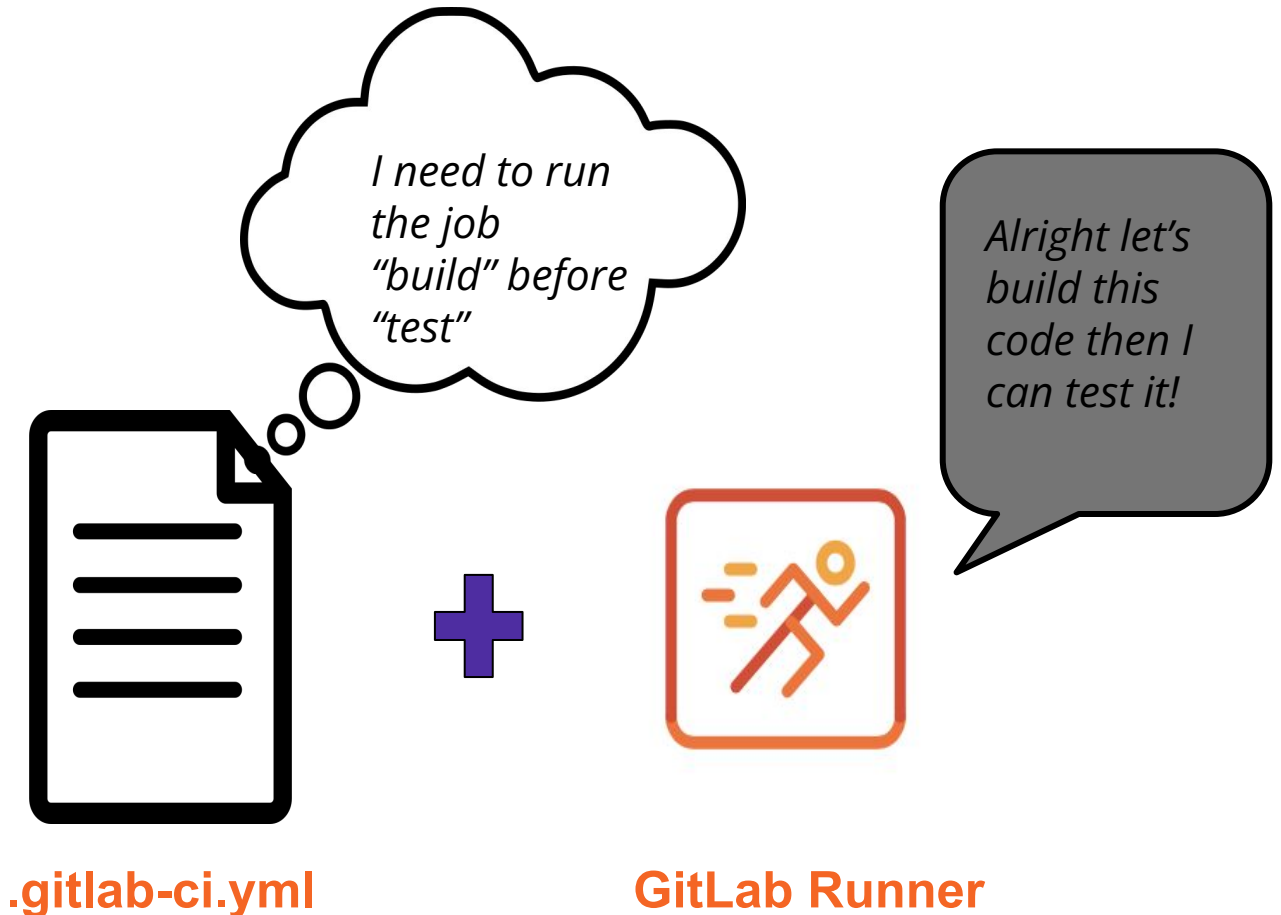 I need to run
the job
“build” before
“test”
Alright let’s
build this
code then I
can test it!
.gitlab-ci.yml
GitLab Runner